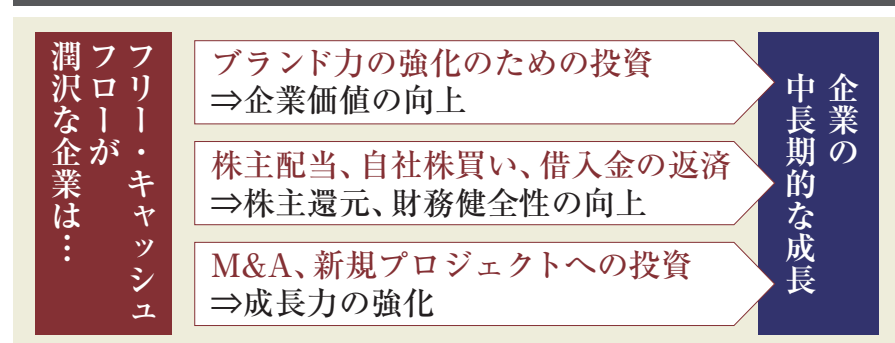 フリー・キャッシュ
フローが
潤沢な企業は…
ブランド力の強化のための投資
⇒企業価値の向上
株主配当、自社株買い、借入金の返済
⇒株主還元、財務健全性の向上
M&A、新規プロジェクトへの投資
⇒成長力の強化
企業の
中長期的な成長